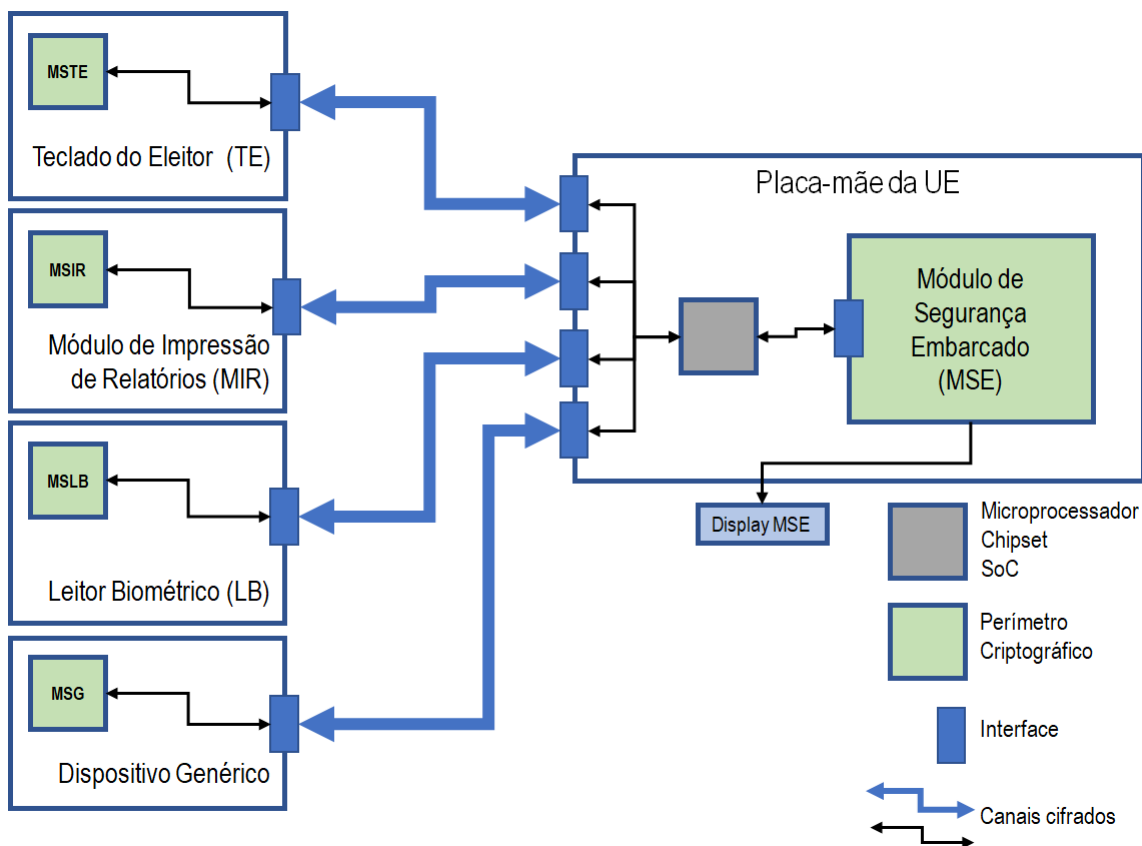 MSTE
Teclado do Eleitor (TE)
MSIR
Módulo de Impressão
de Relatórios (MIR)
MSLB
Leitor Biométrico (LB)
MSG
Dispositivo Genérico
Placa-mãe da UE
Módulo de
Segurança
Embarcado
(MSE)
Display MSE
Microprocessador
Chipset
SoC
Perímetro
Criptográfico
Interface
Canais cifrados